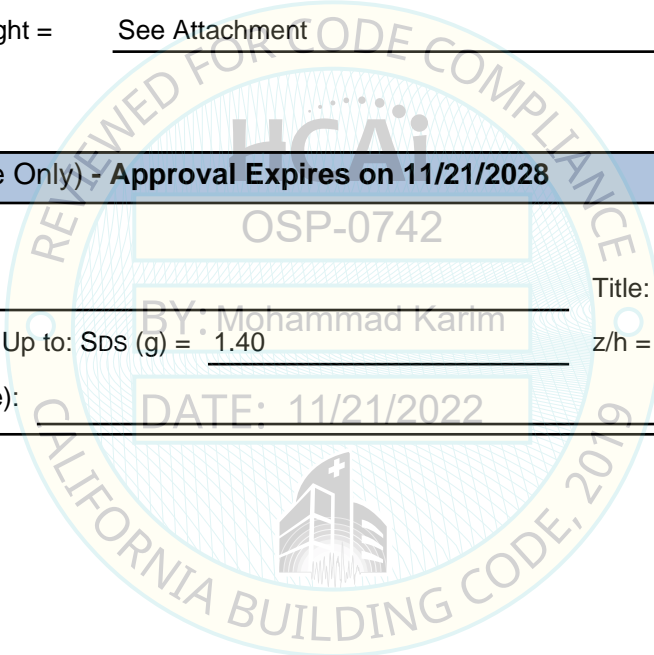 ght = See Attachment
REVIEWED FOR CODE COMPLIANCE
HCAi
e Only) - Approval Expires on 11/21/2028
OSP-0742
Title:
BY: Mohammad Karim
Up to: SDS (g) = 1.40 z/h =
e):
DATE: 11/21/2022
CALIFORNIA BUILDING CODE, 2019